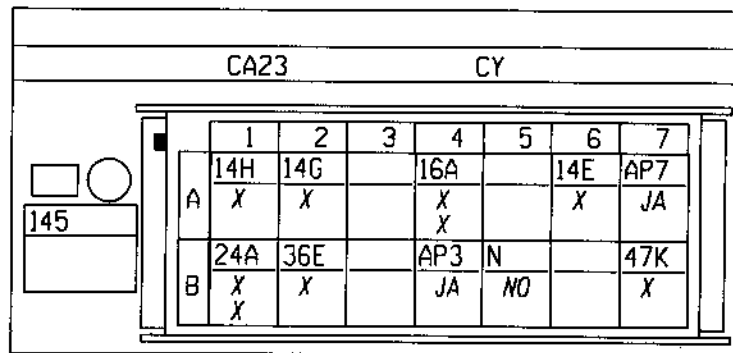 CA23 CY
1 2 3 4 5 6 7
14H 14G 16A 14E AP7
A X X X X JA
X
145
24A 36E AP3 N 47K
B X X JA NO X
X